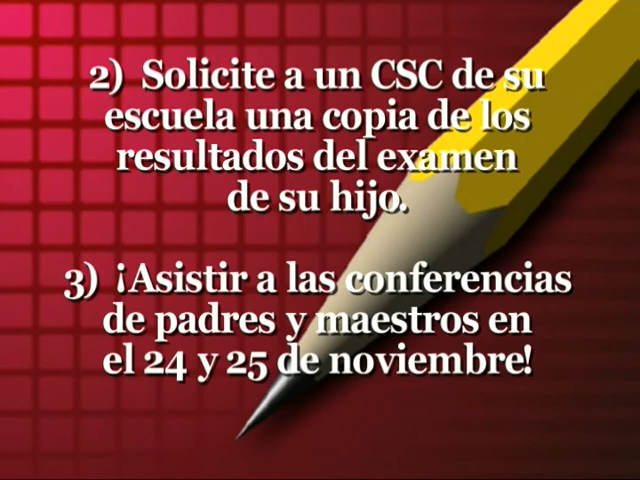 2) Solicite a un CSC de su
escuela una copia de los
resultados del examen
de su hijo.
3) ¡Asistir a las conferencias
de padres y maestros en
el 24 y 25 de noviembre!